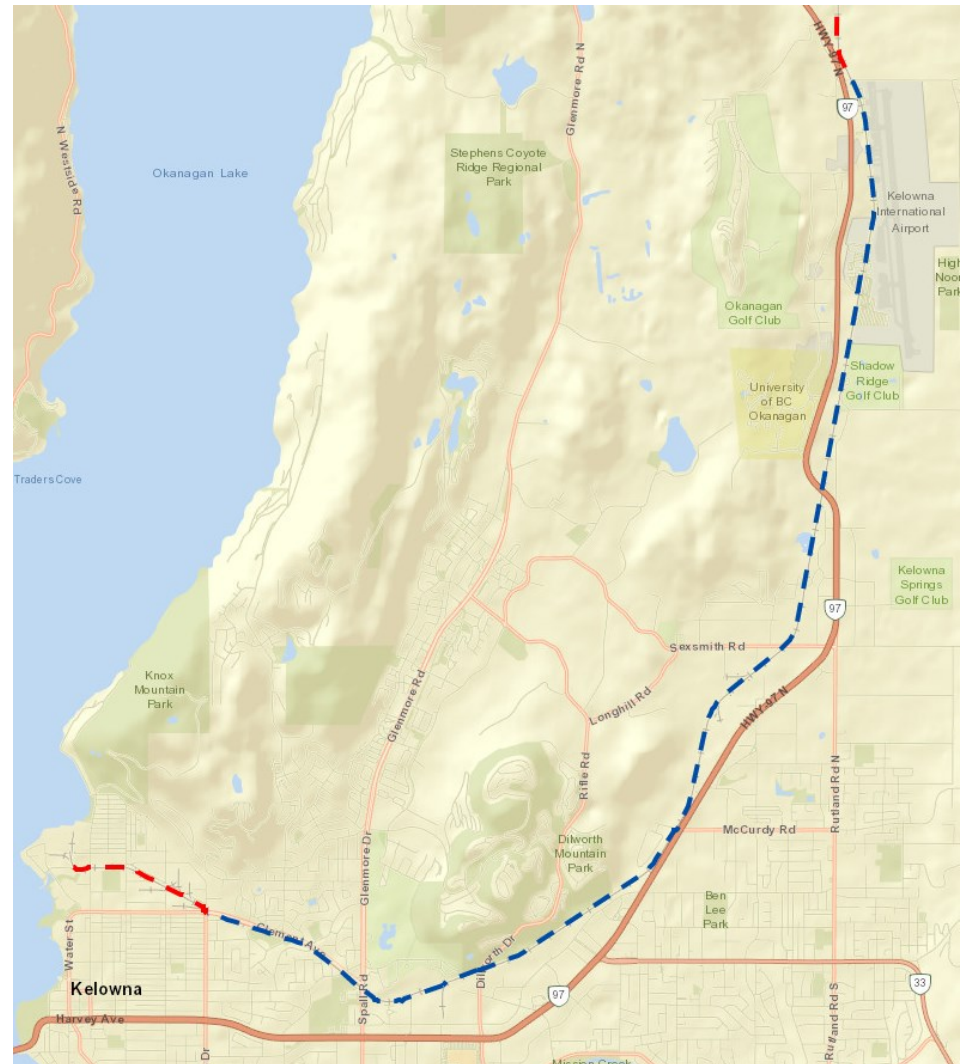 HWY 97 N
97
Glenmore Rd N
N Westside Rd
Stephens Coyote
Ridge Regional
Park
Okanagan Lake
Kelowna
International
Airport
High
Noon
Park
Okanagan
Golf Club
Shadow
Ridge
Golf Club
University
of BC
Okanagan
Traders Cove
Kelowna
Springs
Golf Club
97
Sexsmith Rd
Knox
Mountain
Park
Glenmore Rd
Longhill Rd
HWY 97 N
Rifle Rd
Rutland Rd N
McCurdy Rd
Dilworth
Mountain
Park
Glenmore Dr
Ben
Lee
Park
Water St
Clement Ave
Dilworth Dr
Spall Rd
Kelowna
97
33
Harvey Ave
Rutland Rd S
Dr
Mission Creek